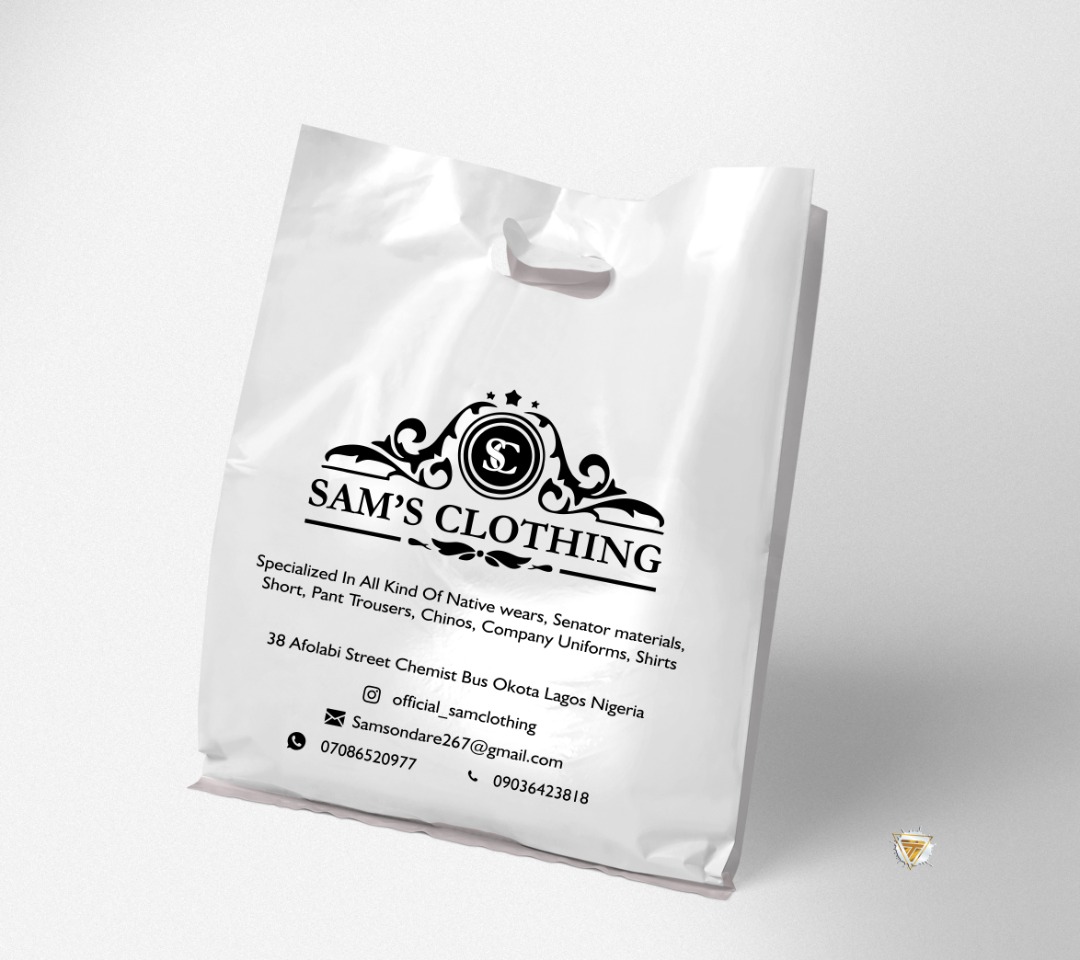 SC
SAM'S CLOTHING
Specialized In All Kind Of Native wears, Senator materials,
Short, Pant Trousers, Chinos, Company Uniforms, Shirts
38 Afolabi Street Chemist Bus Okota Lagos Nigeria
official_samclothing
Samsondare267@gmail.com
07086520977 09036423818